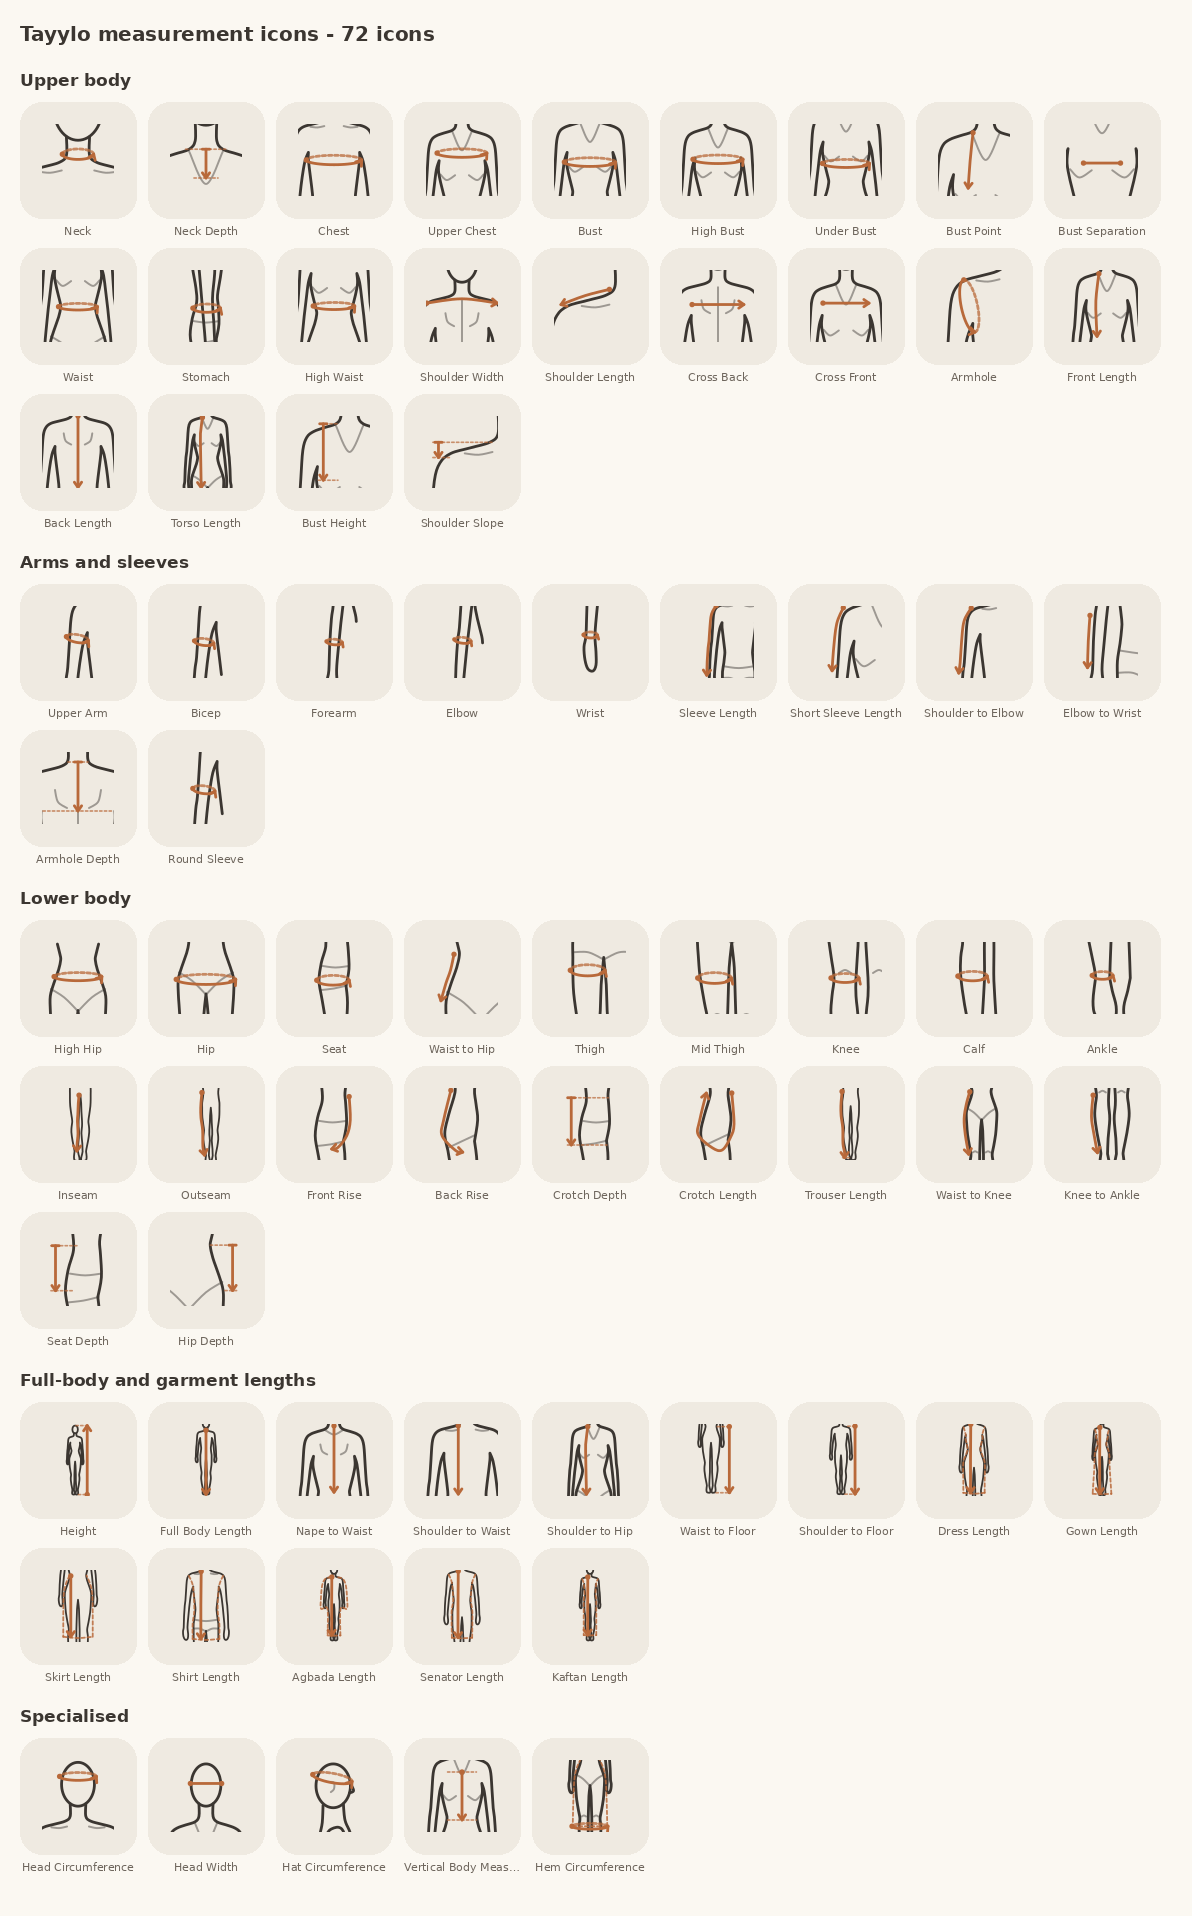 Tayylo measurement icons - 72 icons
Upper body
Neck
Neck Depth
Chest
Upper Chest
Bust
High Bust
Under Bust
Bust Point
Bust Separation
Waist
Stomach
High Waist
Shoulder Width
Shoulder Length
Cross Back
Cross Front
Armhole
Front Length
Back Length
Torso Length
Bust Height
Shoulder Slope
Arms and sleeves
Upper Arm
Bicep
Forearm
Elbow
Wrist
Sleeve Length
Short Sleeve Length
Shoulder to Elbow
Elbow to Wrist
Armhole Depth
Round Sleeve
Lower body
High Hip
Hip
Seat
Waist to Hip
Thigh
Mid Thigh
Knee
Calf
Ankle
Inseam
Outseam
Front Rise
Back Rise
Crotch Depth
Crotch Length
Trouser Length
Waist to Knee
Knee to Ankle
Seat Depth
Hip Depth
Full-body and garment lengths
Height
Full Body Length
Nape to Waist
Shoulder to Waist
Shoulder to Hip
Waist to Floor
Shoulder to Floor
Dress Length
Gown Length
Skirt Length
Shirt Length
Agbada Length
Senator Length
Kaftan Length
Specialised
Head Circumference
Head Width
Hat Circumference
Vertical Body Meas...
Hem Circumference